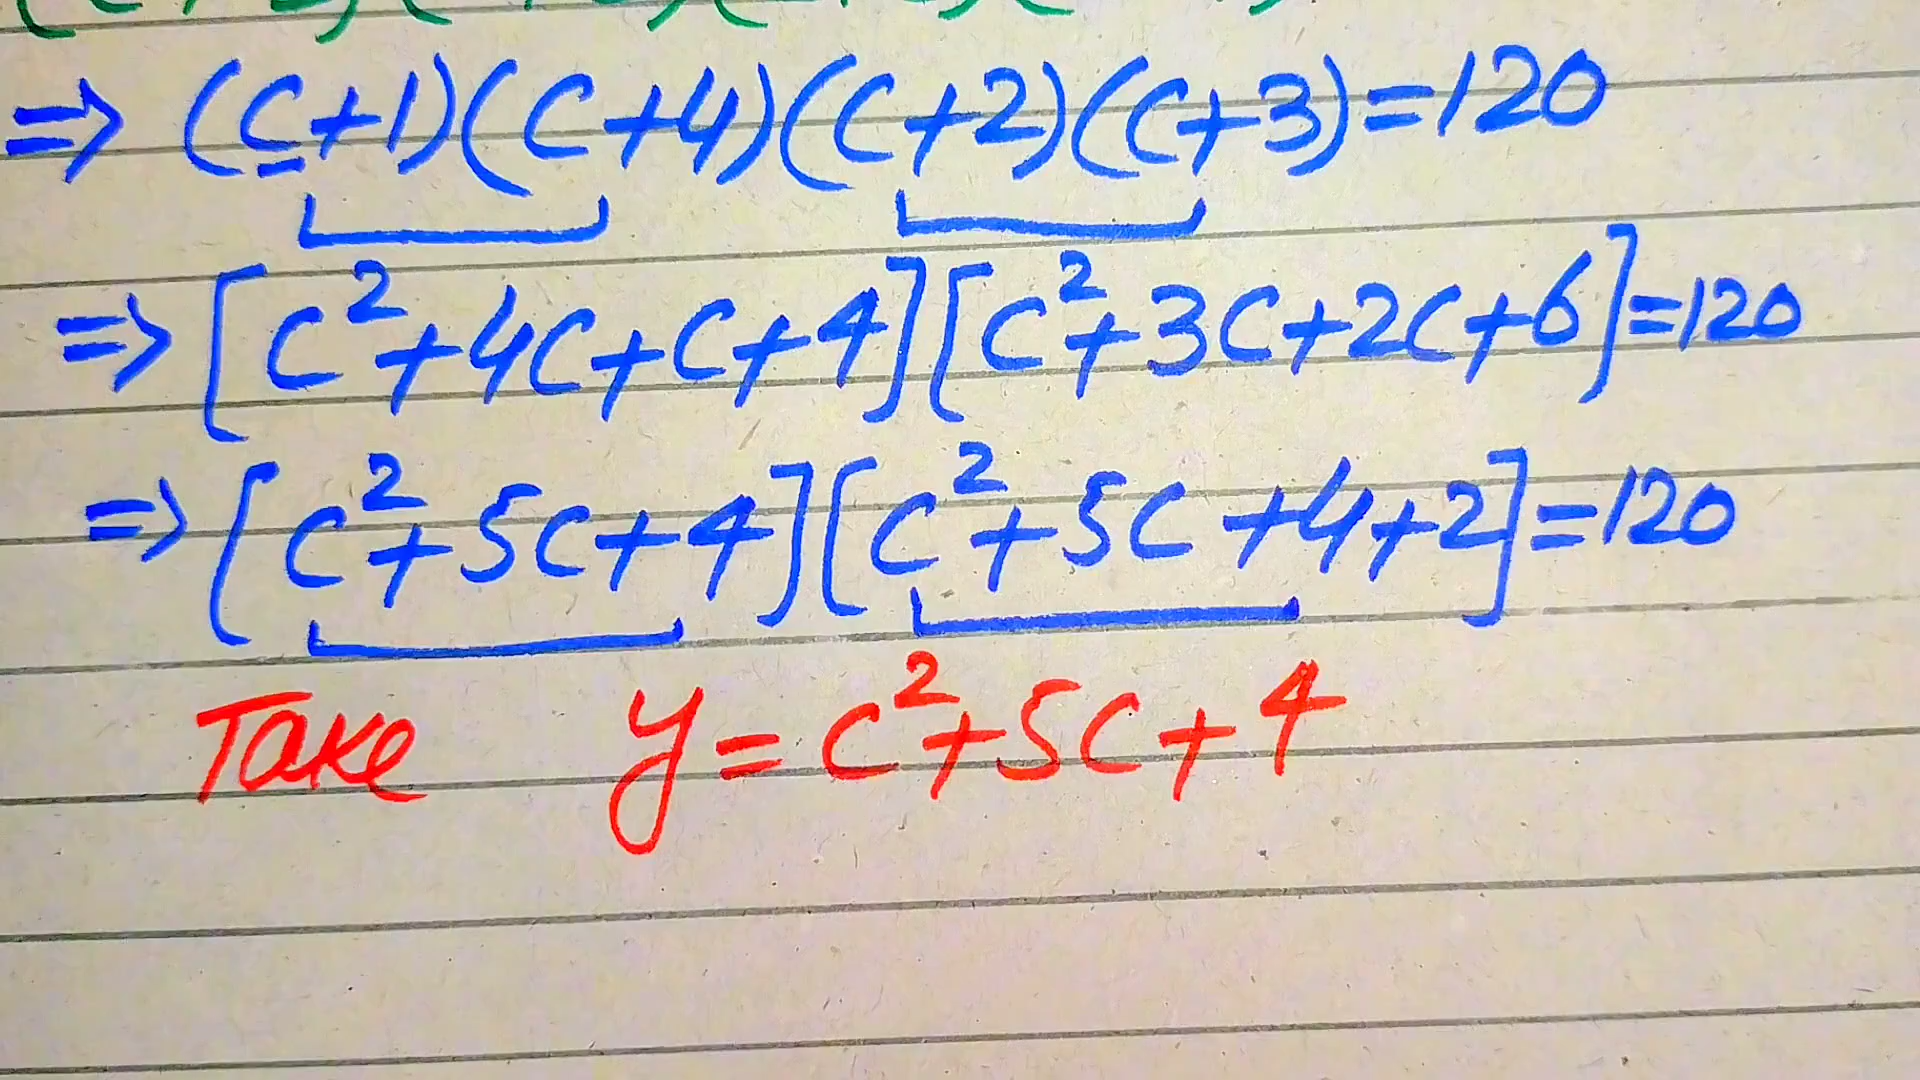 => (C+1)(C+4)(C+2)(C+3)=120
=> [C²+4C+C+4][C²+3C+2C+6]=120
=> [C²+5C+4][C²+5C+4+2]=120
Take y=C²+5C+4